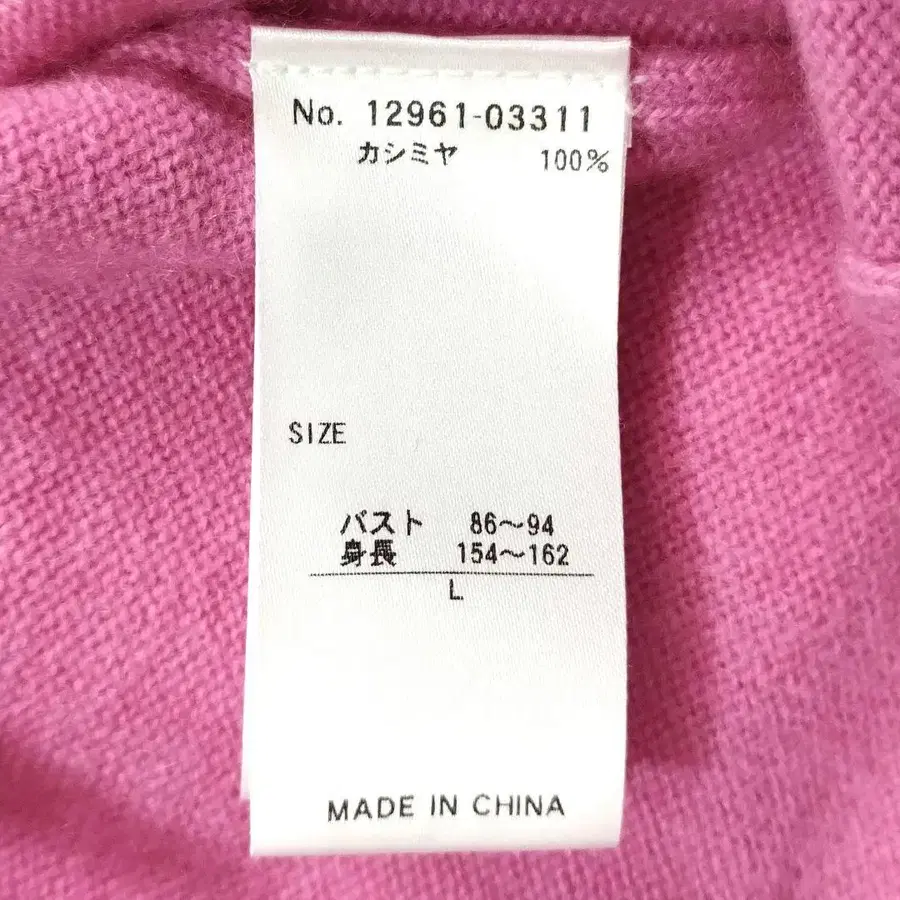 No. 12961-03311
カシミヤ 100%
SIZE
バスト 86～94
身長 154～162
L
MADE IN CHINA